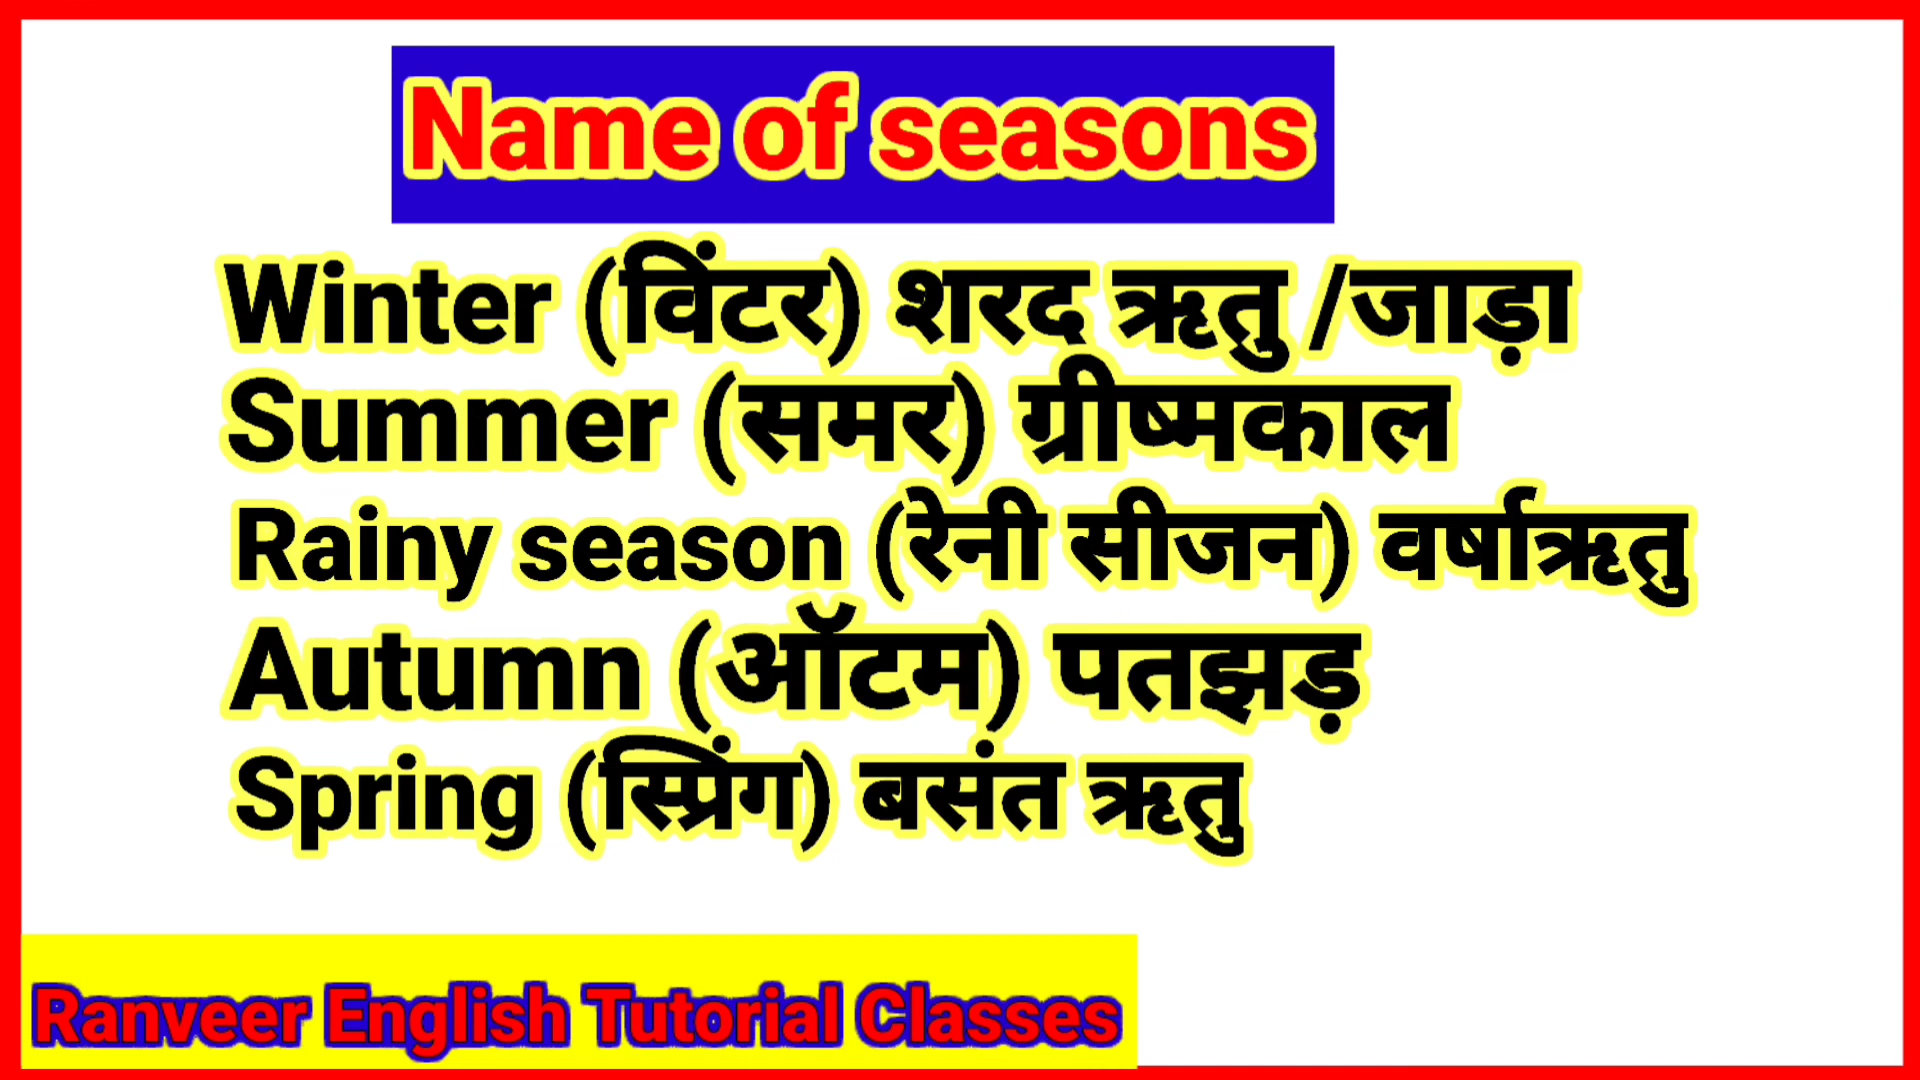 Name of seasons
Winter (विंटर) शरद ऋतु /जाड़ा
Summer (समर) ग्रीष्मकाल
Rainy season (रेनी सीजन) वर्षाऋतु
Autumn (ऑटम) पतझड़
Spring (स्प्रिंग) बसंत ऋतु
Ranveer English Tutorial Classes